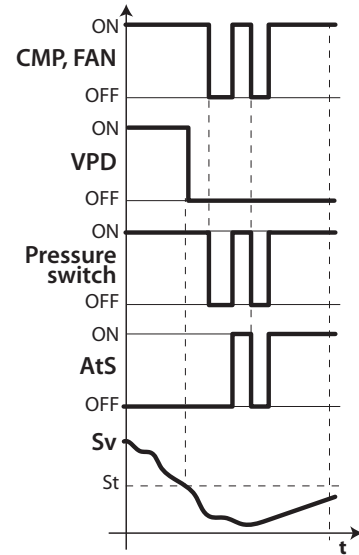 ON
CMP, FAN
OFF
ON
VPD
OFF
ON
Pressure
switch
OFF
ON
AtS
OFF
Sv
St
t